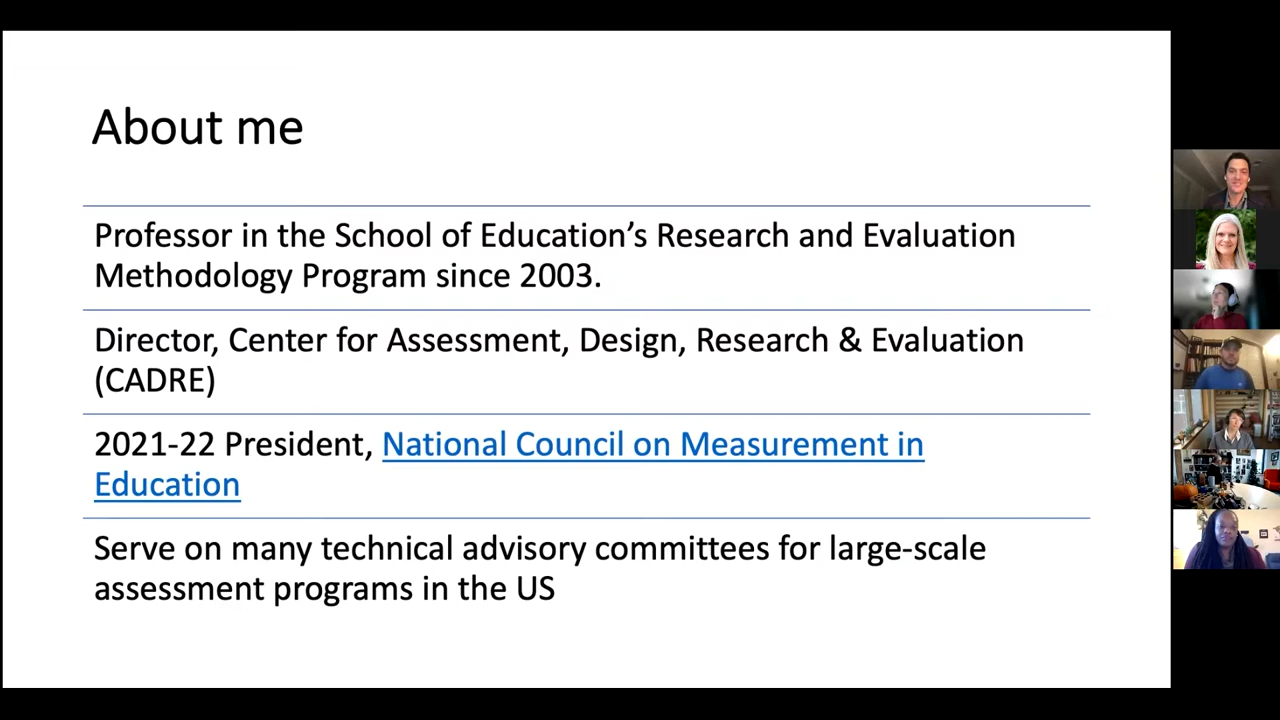 About me
Professor in the School of Education’s Research and Evaluation
Methodology Program since 2003.
Director, Center for Assessment, Design, Research & Evaluation
(CADRE)
2021-22 President, National Council on Measurement in
Education
Serve on many technical advisory committees for large-scale
assessment programs in the US